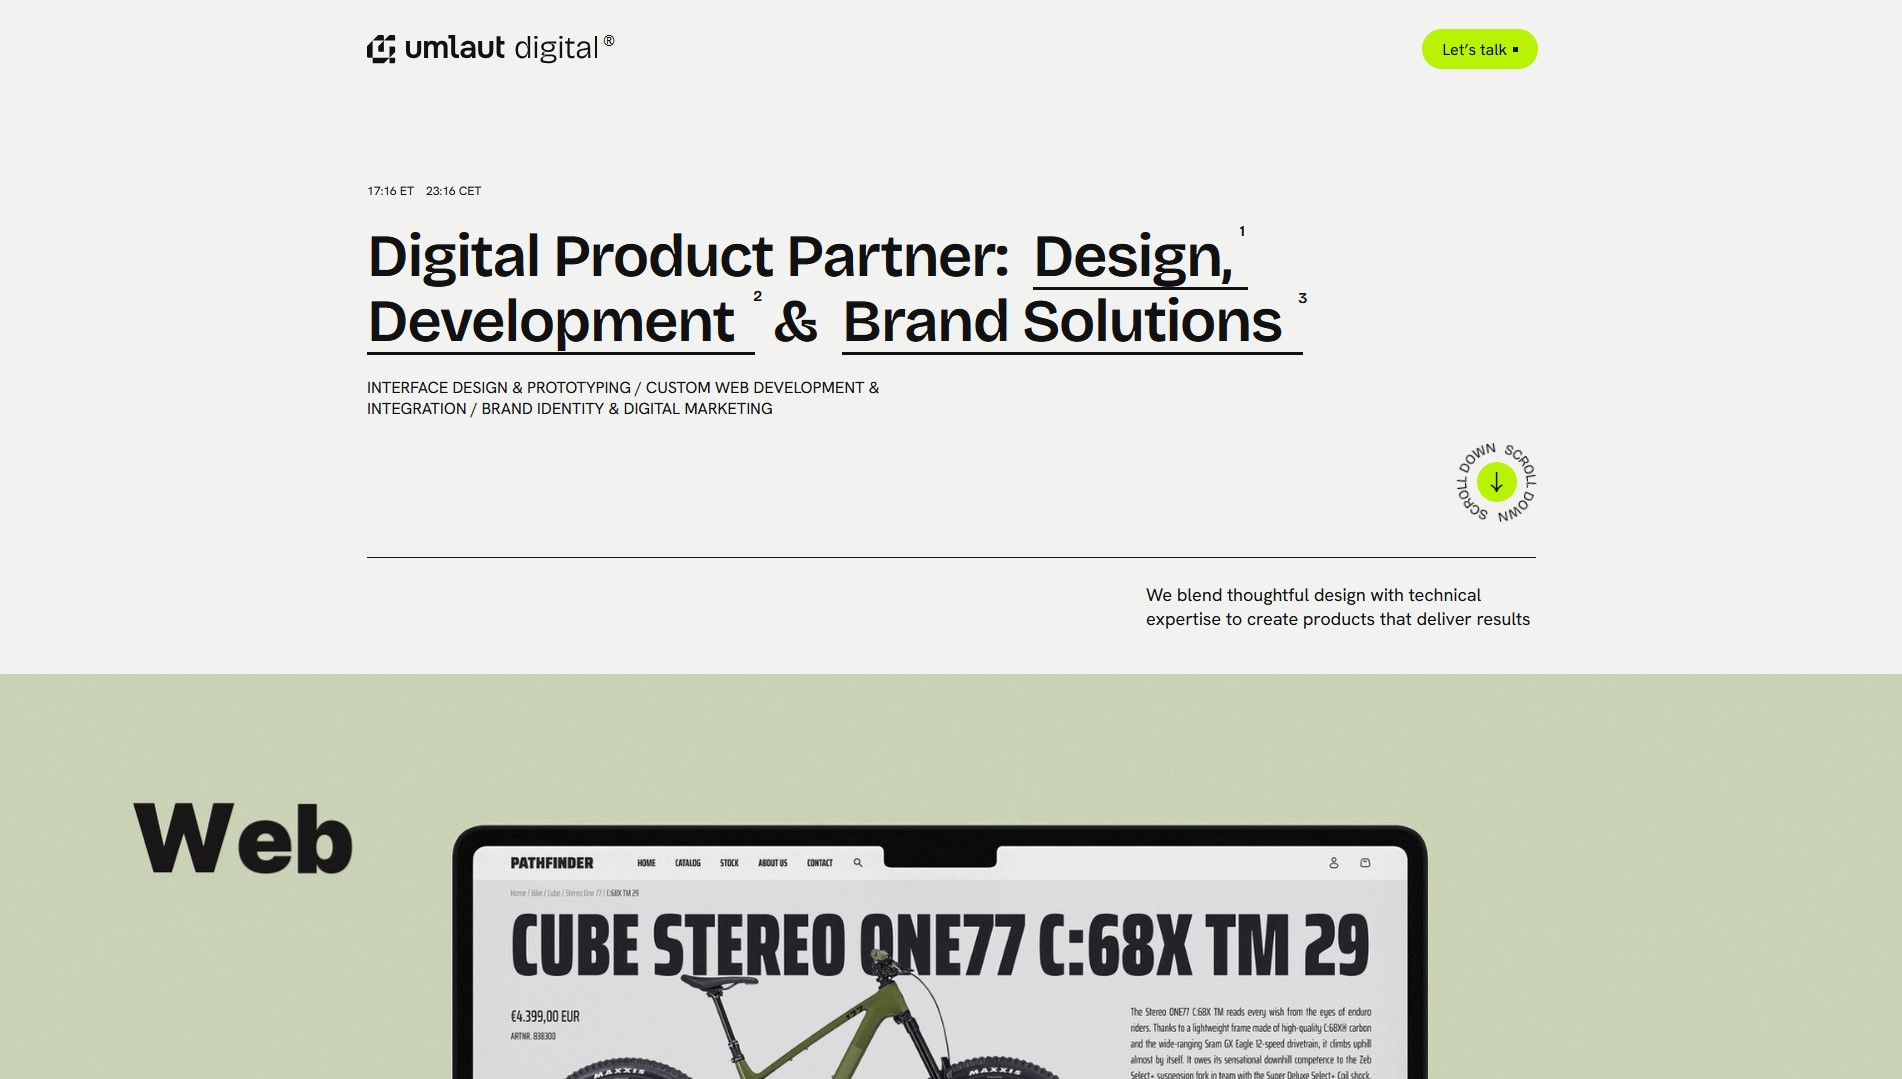 umlaut digital®
Let's talk
17:16 ET 23:16 CET
Digital Product Partner: Design, 1
Development 2 & Brand Solutions 3
INTERFACE DESIGN & PROTOTYPING / CUSTOM WEB DEVELOPMENT &
INTEGRATION / BRAND IDENTITY & DIGITAL MARKETING
SCROLL DOWN SCROLL DOWN
We blend thoughtful design with technical
expertise to create products that deliver results
Web
PATHFINDER HOME CATALOG STOCK ABOUT US CONTACT
Home / Bike / Cube / Stereo One 77 / C:68X TM 29
CUBE STEREO ONE77 C:68X TM 29
€4.399,00 EUR
ARTNR. 838300
The Stereo ONE77 C:68X TM reads every wish from the eyes of enduro
riders. Thanks to a lightweight frame made of high-quality C:68X® carbon
and the wide-ranging Sram GX Eagle 12-speed drivetrain, it climbs uphill
almost by itself. It owes its sensational downhill competence to the Zeb
Select+ suspension fork in team with the Super Deluxe Select+ Coil shock.
177
MAXXIS MAXXIS